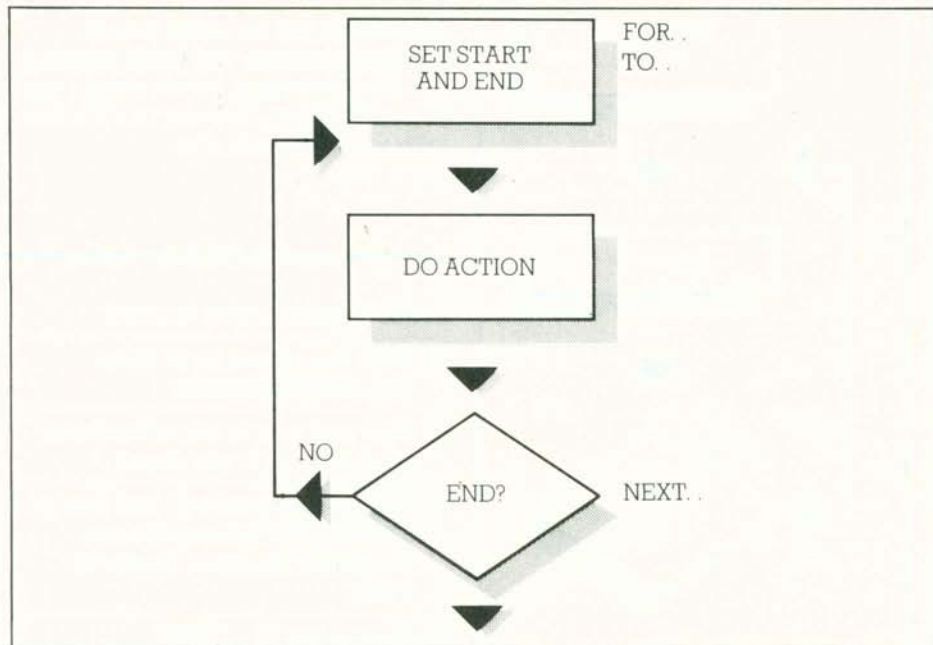 SET START
AND END
FOR. .
TO. .
DO ACTION
NO
END?
NEXT. .